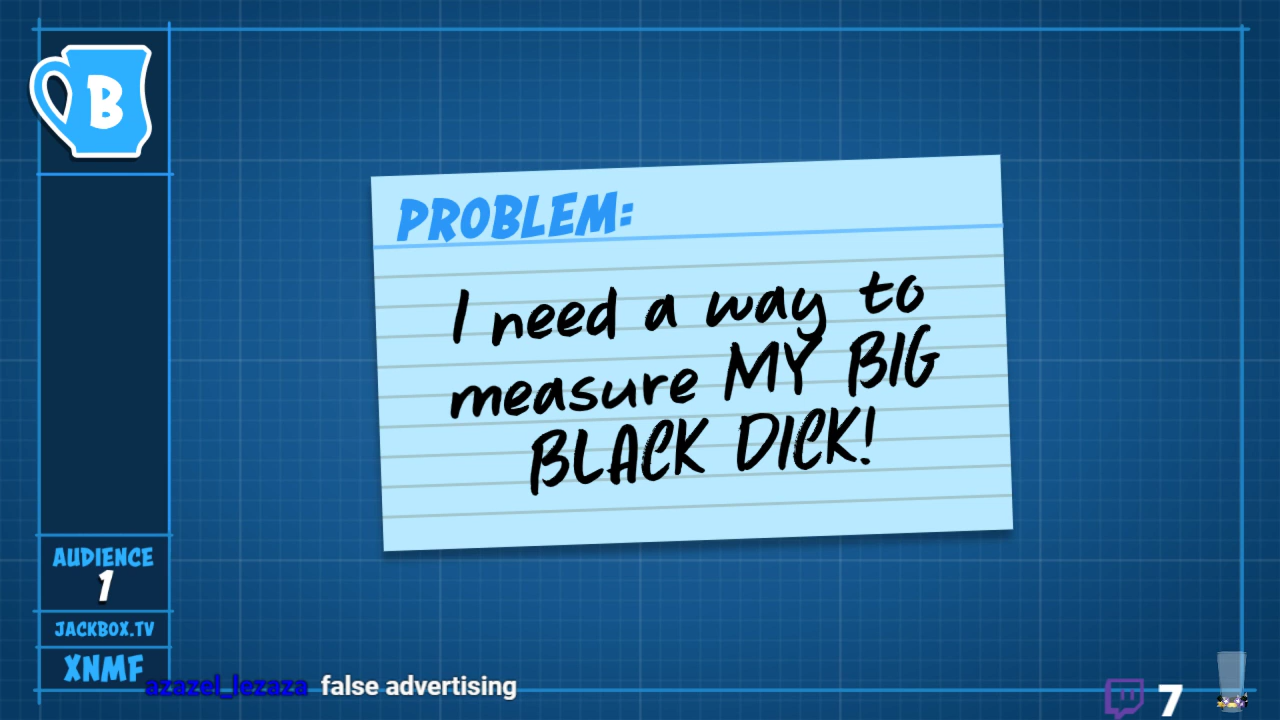 B
PROBLEM:
I need a way to
measure MY BIG
BLACK DICK!
AUDIENCE
1
JACKBOX.TV
XNMF
azazel_lezaza false advertising
7